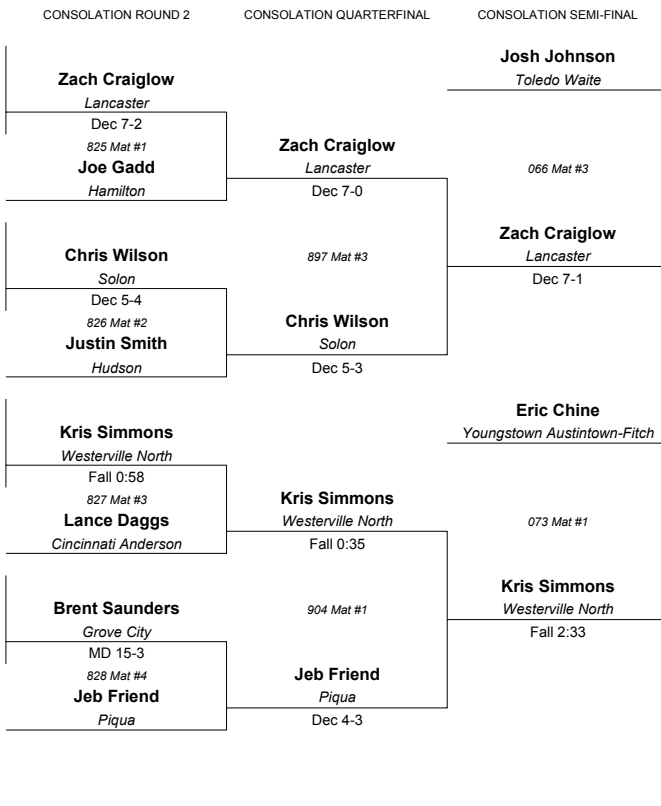 CONSOLATION ROUND 2
Zach Craiglow
Lancaster
Dec 7-2
825 Mat #1
Joe Gadd
Hamilton
Chris Wilson
Solon
Dec 5-4
826 Mat #2
Justin Smith
Hudson
Kris Simmons
Westerville North
Fall 0:58
827 Mat #3
Lance Daggs
Cincinnati Anderson
Brent Saunders
Grove City
MD 15-3
828 Mat #4
Jeb Friend
Piqua
CONSOLATION QUARTERFINAL
Zach Craiglow
Lancaster
Dec 7-0
897 Mat #3
Chris Wilson
Solon
Dec 5-3
Kris Simmons
Westerville North
Fall 0:35
904 Mat #1
Jeb Friend
Piqua
Dec 4-3
CONSOLATION SEMI-FINAL
Josh Johnson
Toledo Waite
066 Mat #3
Zach Craiglow
Lancaster
Dec 7-1
Eric Chine
Youngstown Austintown-Fitch
073 Mat #1
Kris Simmons
Westerville North
Fall 2:33